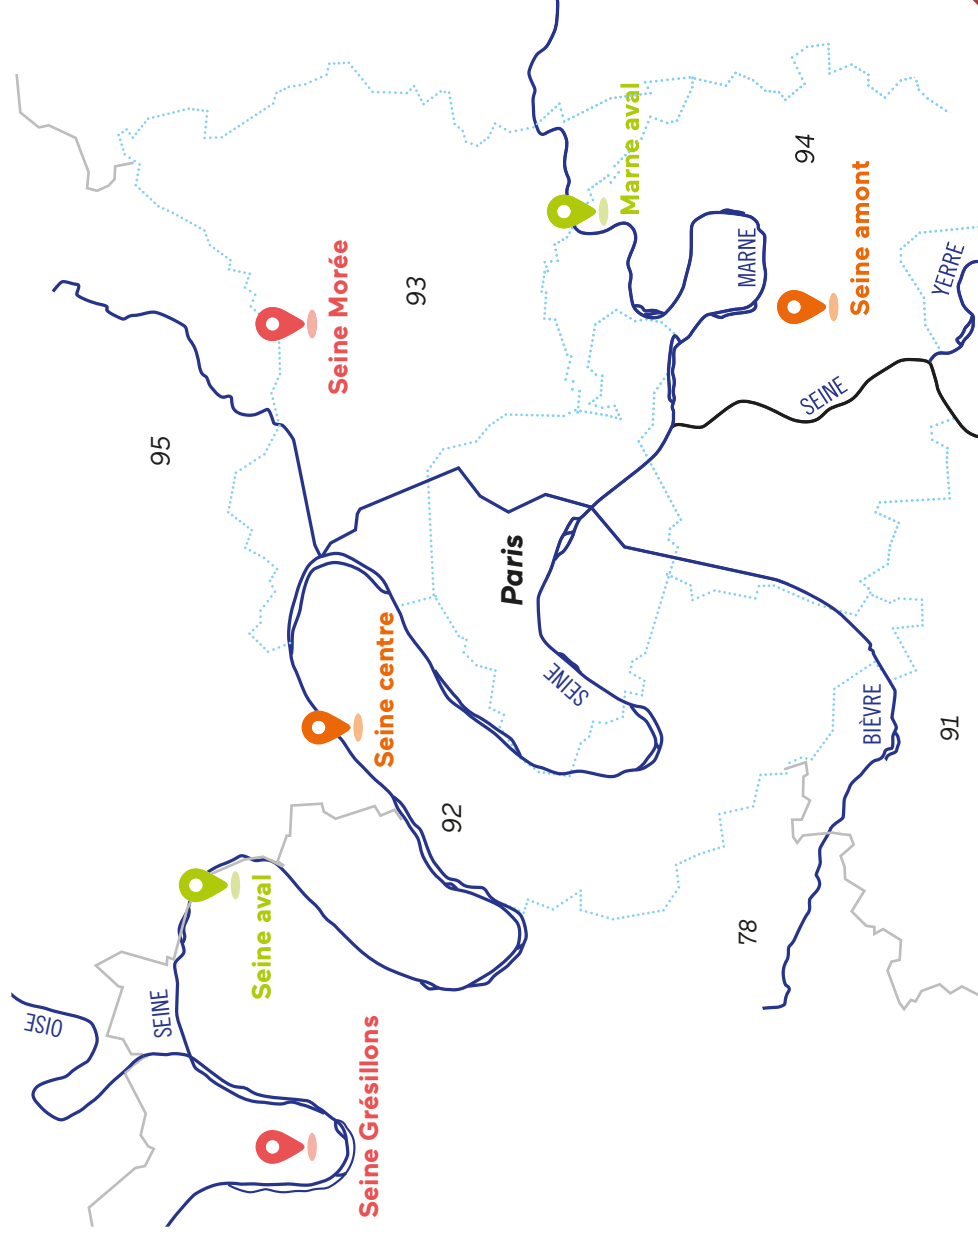 OISE
SEINE
Seine Grésillons
Seine aval
95
Seine Morée
Seine centre
93
92
Paris
SEINE
Marne aval
MARNE
94
Seine amont
SEINE
YERRE
78
BIÈVRE
91